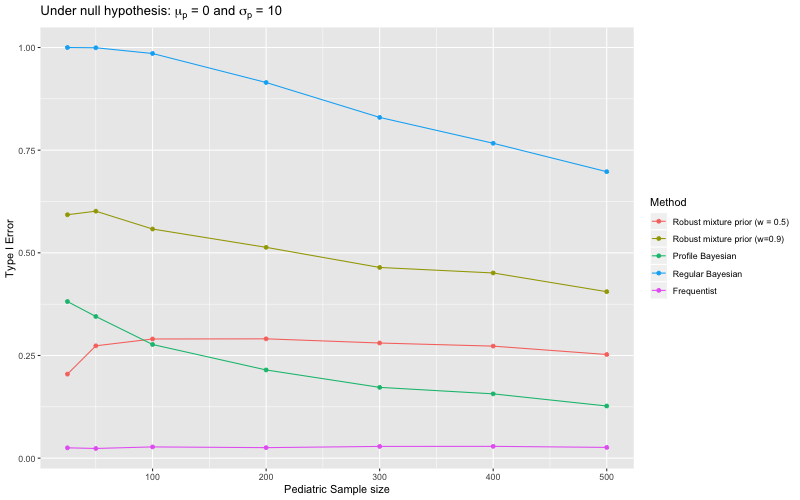 Under null hypothesis: μp = 0 and σp = 10
1.00
0.75
0.50
0.25
0.00
Type I Error
100 200 300 400 500
Pediatric Sample size
Method
Robust mixture prior (w = 0.5)
Robust mixture prior (w=0.9)
Profile Bayesian
Regular Bayesian
Frequentist